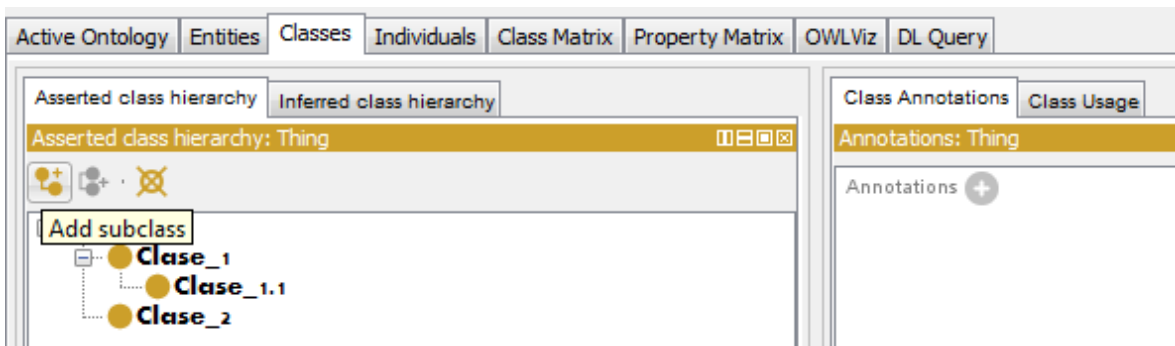 Active Ontology Entities Classes Individuals Class Matrix Property Matrix OWLViz DL Query
Asserted class hierarchy Inferred class hierarchy
Asserted class hierarchy: Thing
Add subclass
Clase_1
Clase_1.1
Clase_2
Class Annotations Class Usage
Annotations: Thing
Annotations